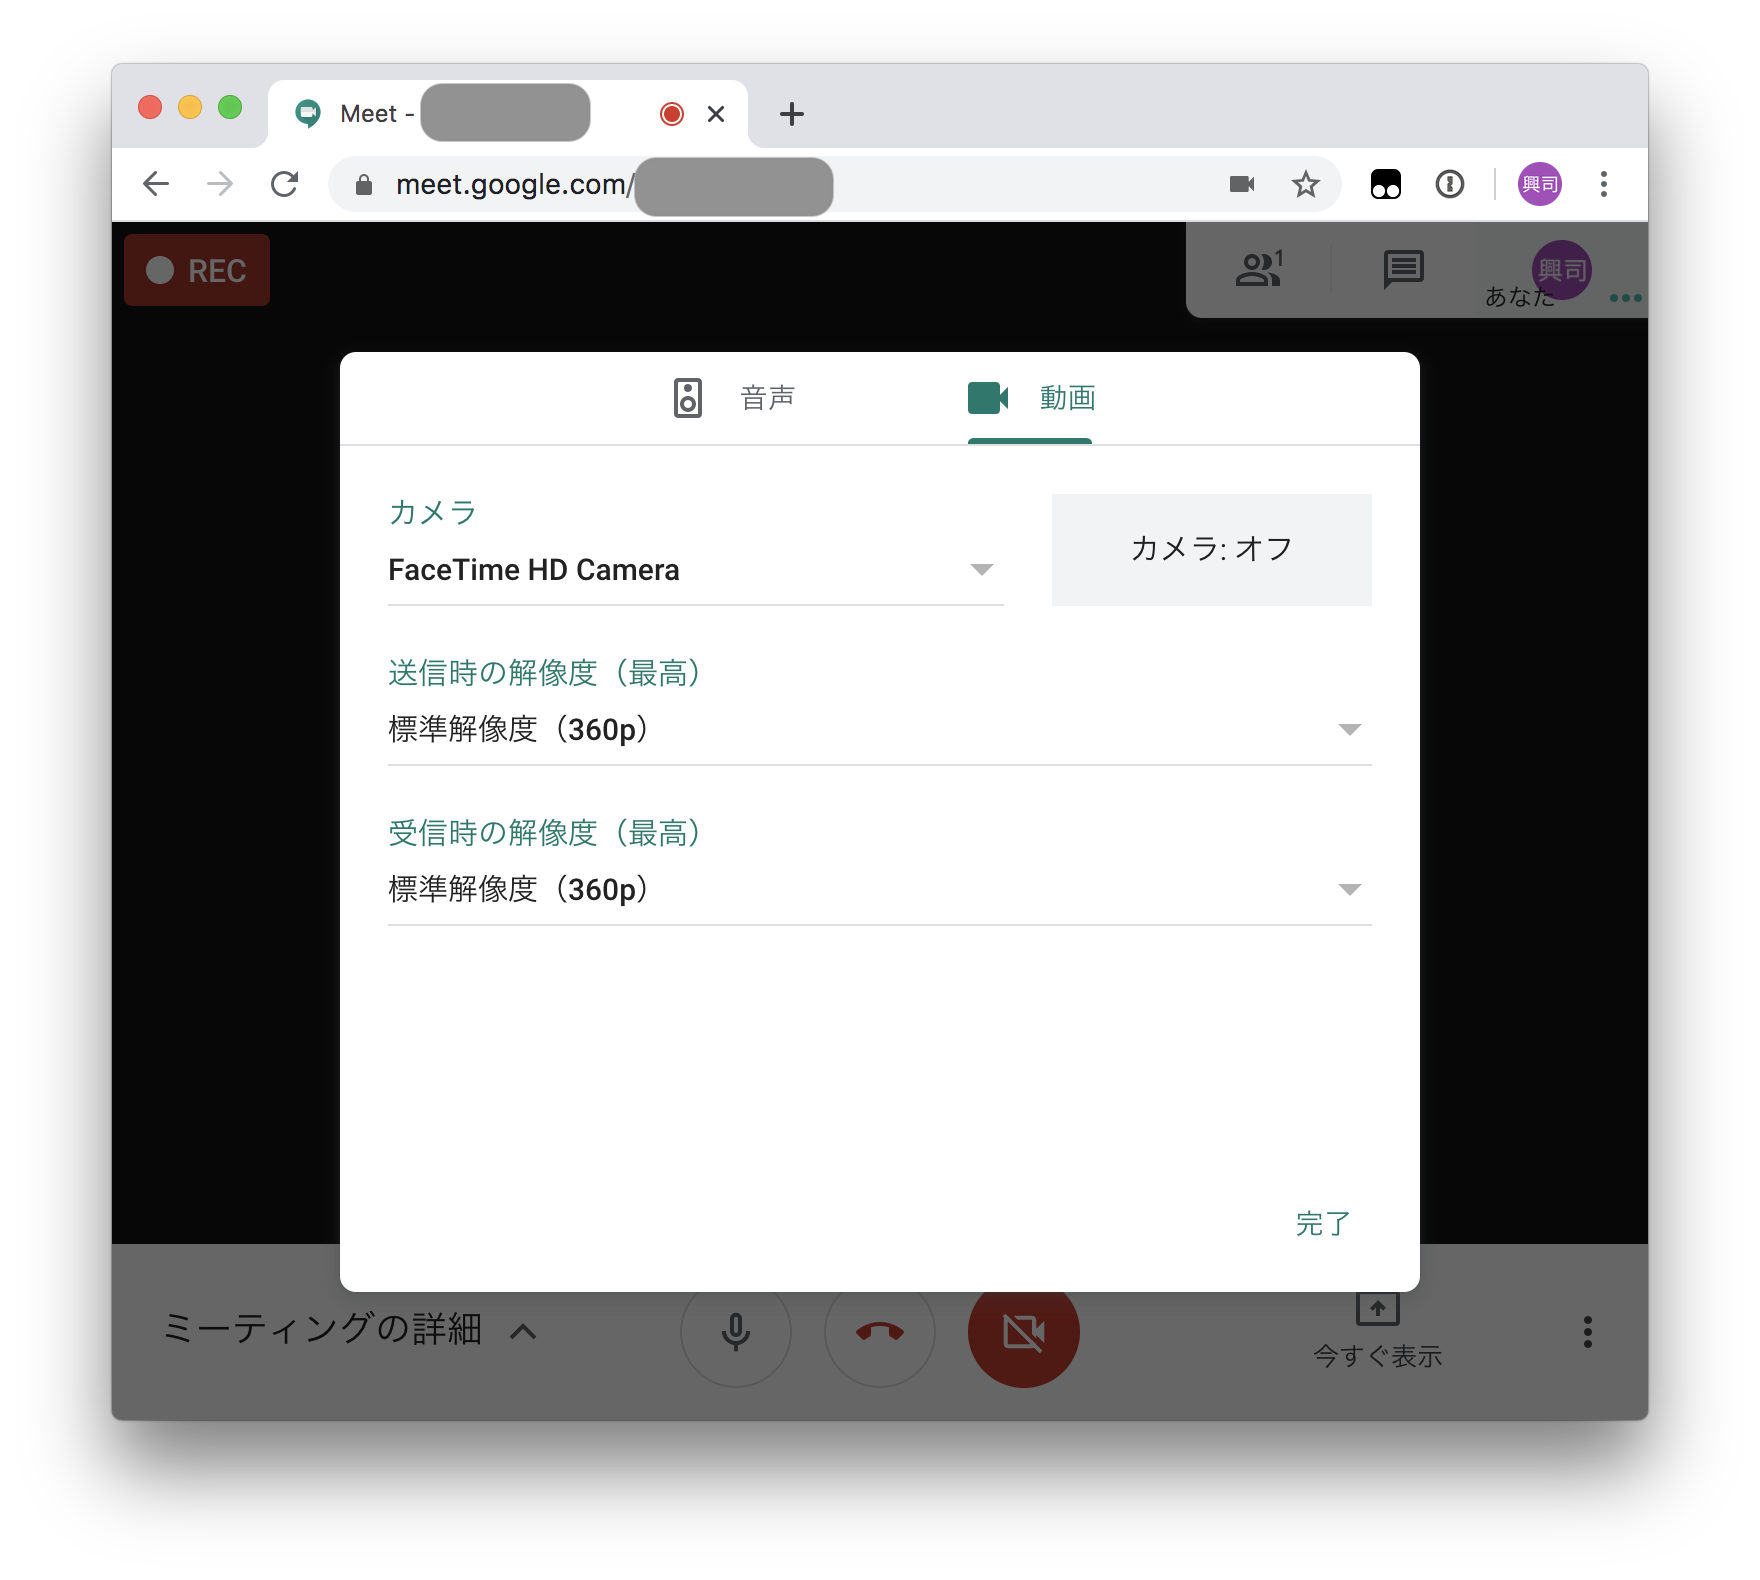 Meet -
meet.google.com/
興司
REC
1
興司
あなた
音声
動画
カメラ
FaceTime HD Camera
カメラ: オフ
送信時の解像度（最高）
標準解像度（360p）
受信時の解像度（最高）
標準解像度（360p）
完了
ミーティングの詳細
今すぐ表示